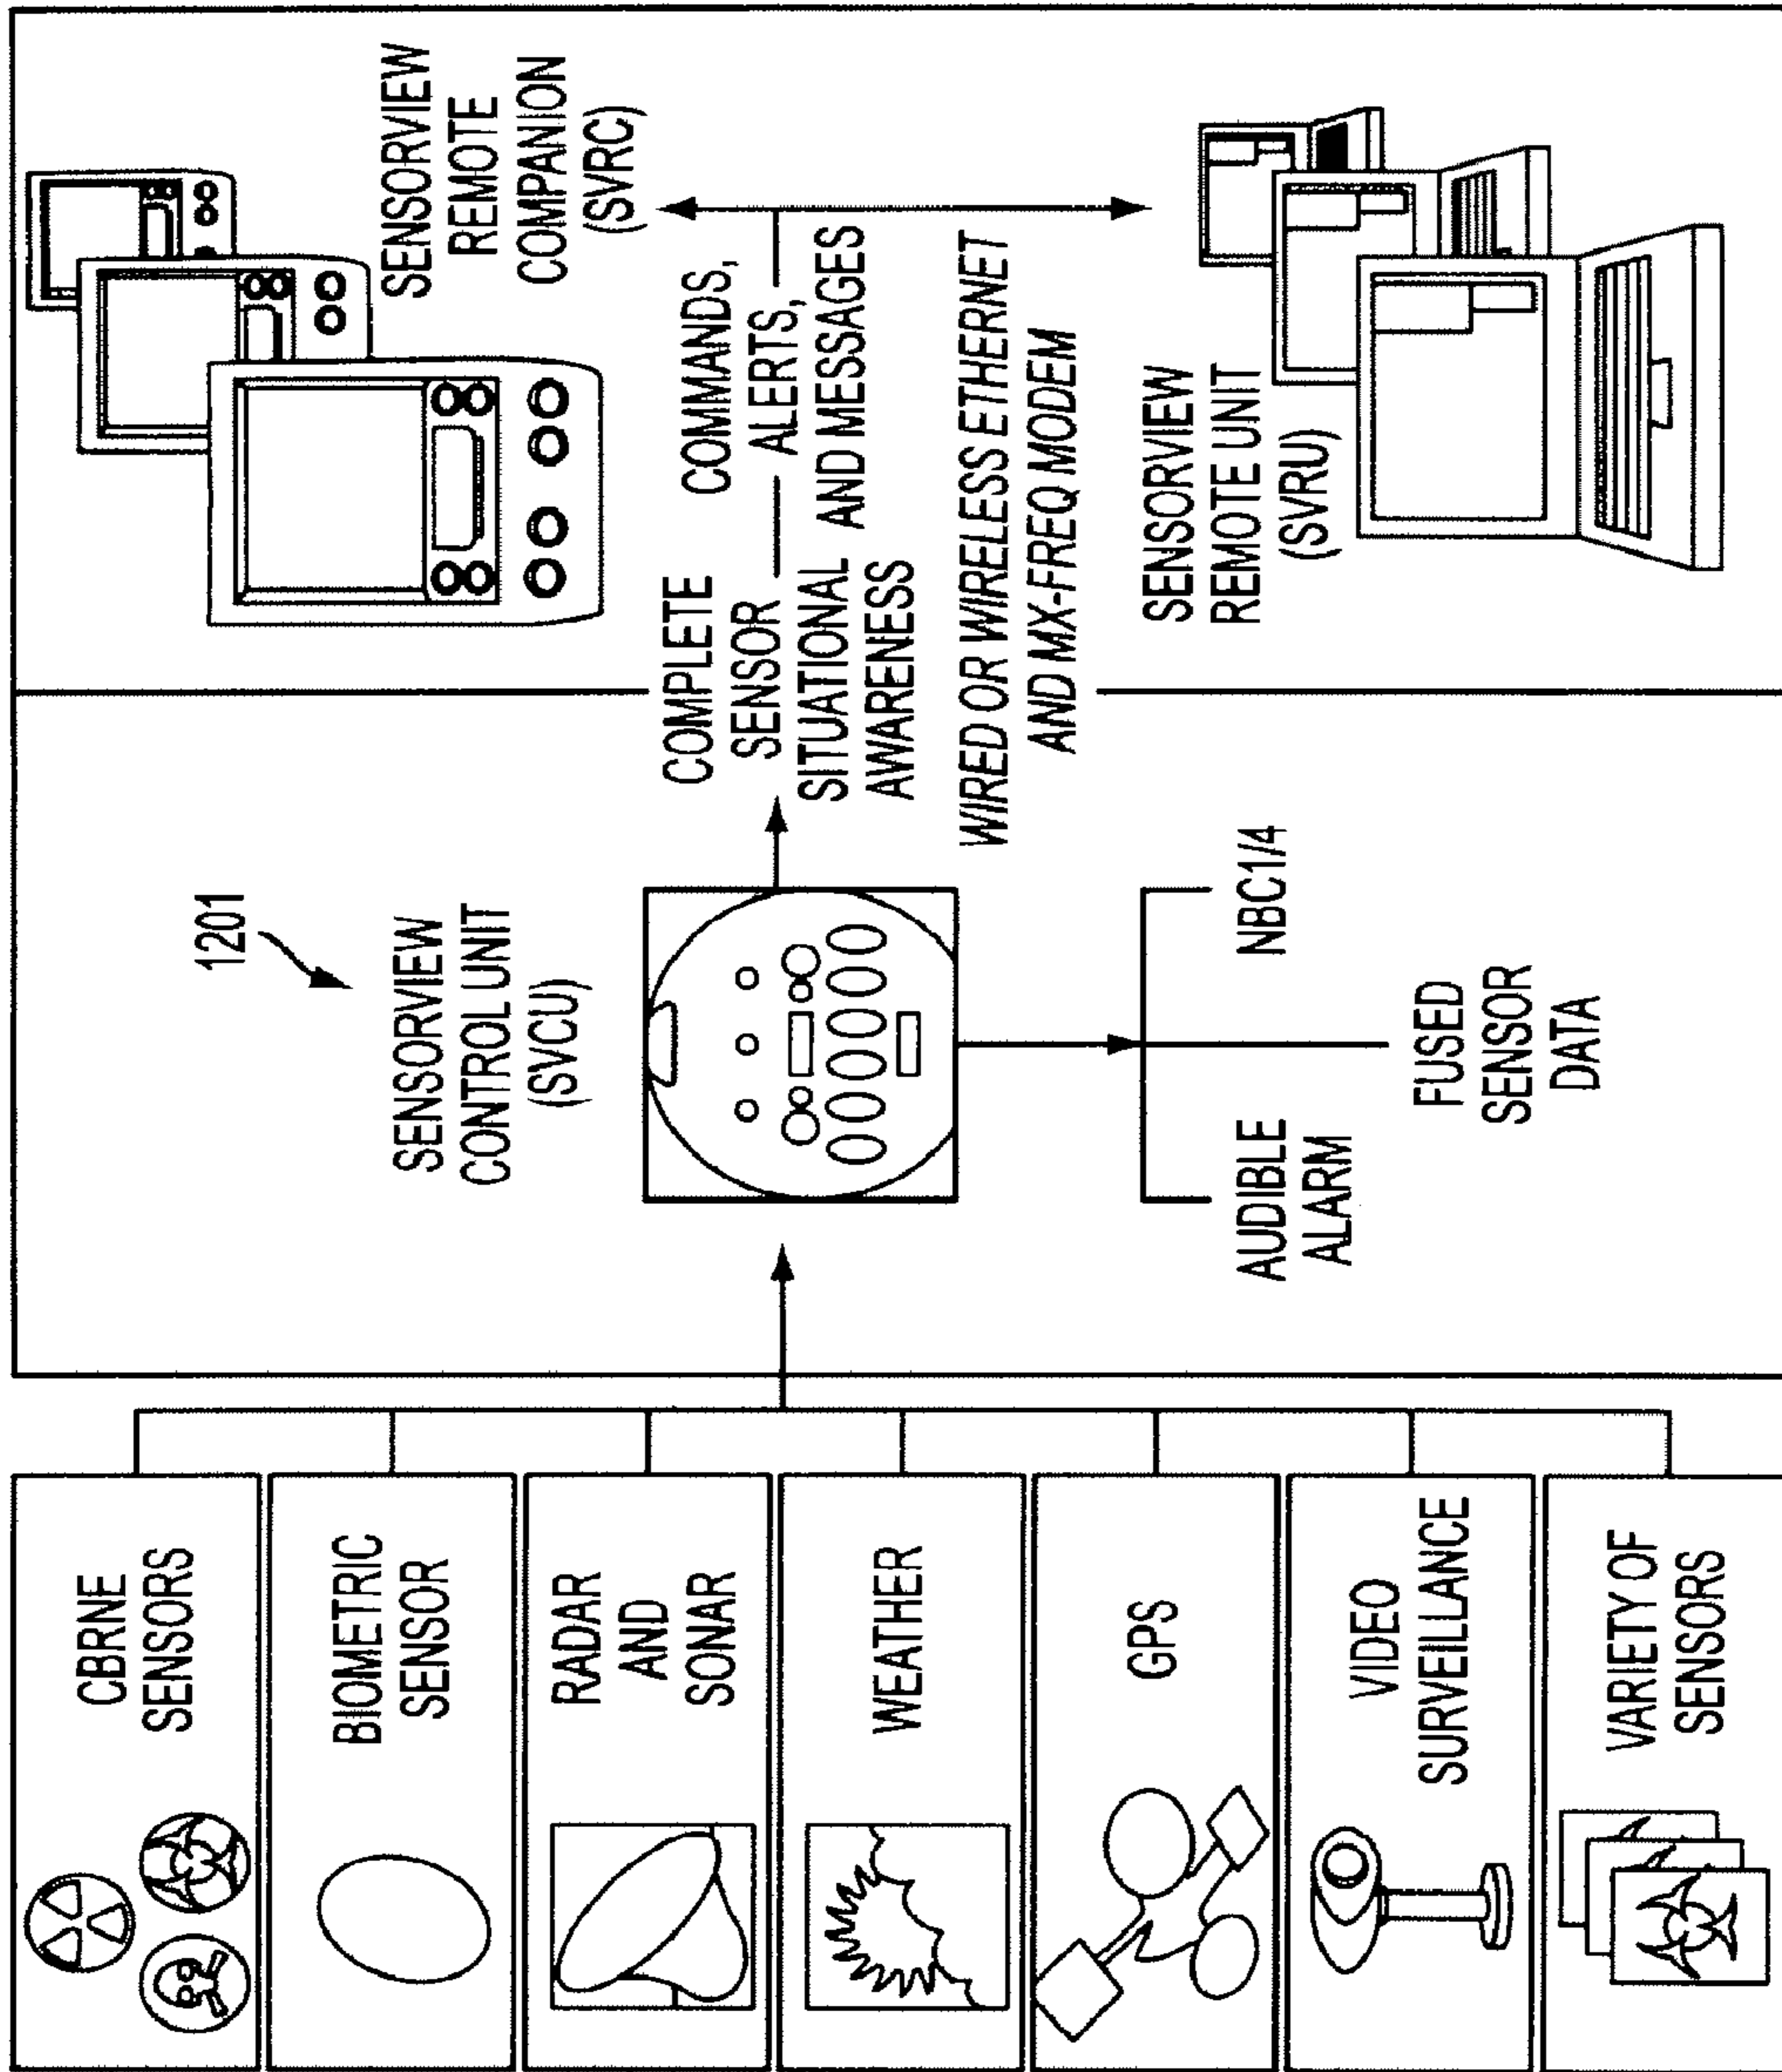 CBRNE
SENSORS
BIOMETRIC
SENSOR
RADAR
AND
SONAR
WEATHER
GPS
VIDEO
SURVEILLANCE
VARIETY OF
SENSORS
1201
SENSORVIEW
CONTROL UNIT
(SVCU)
AUDIBLE
ALARM
NBC1/4
FUSED
SENSOR
DATA
COMPLETE
SENSOR
SITUATIONAL
AWARENESS
COMMANDS,
ALERTS,
AND MESSAGES
WIRED OR WIRELESS ETHERNET
AND MX-FREQ MODEM
SENSORVIEW
REMOTE
COMPANION
(SVRC)
SENSORVIEW
REMOTE UNIT
(SVRU)